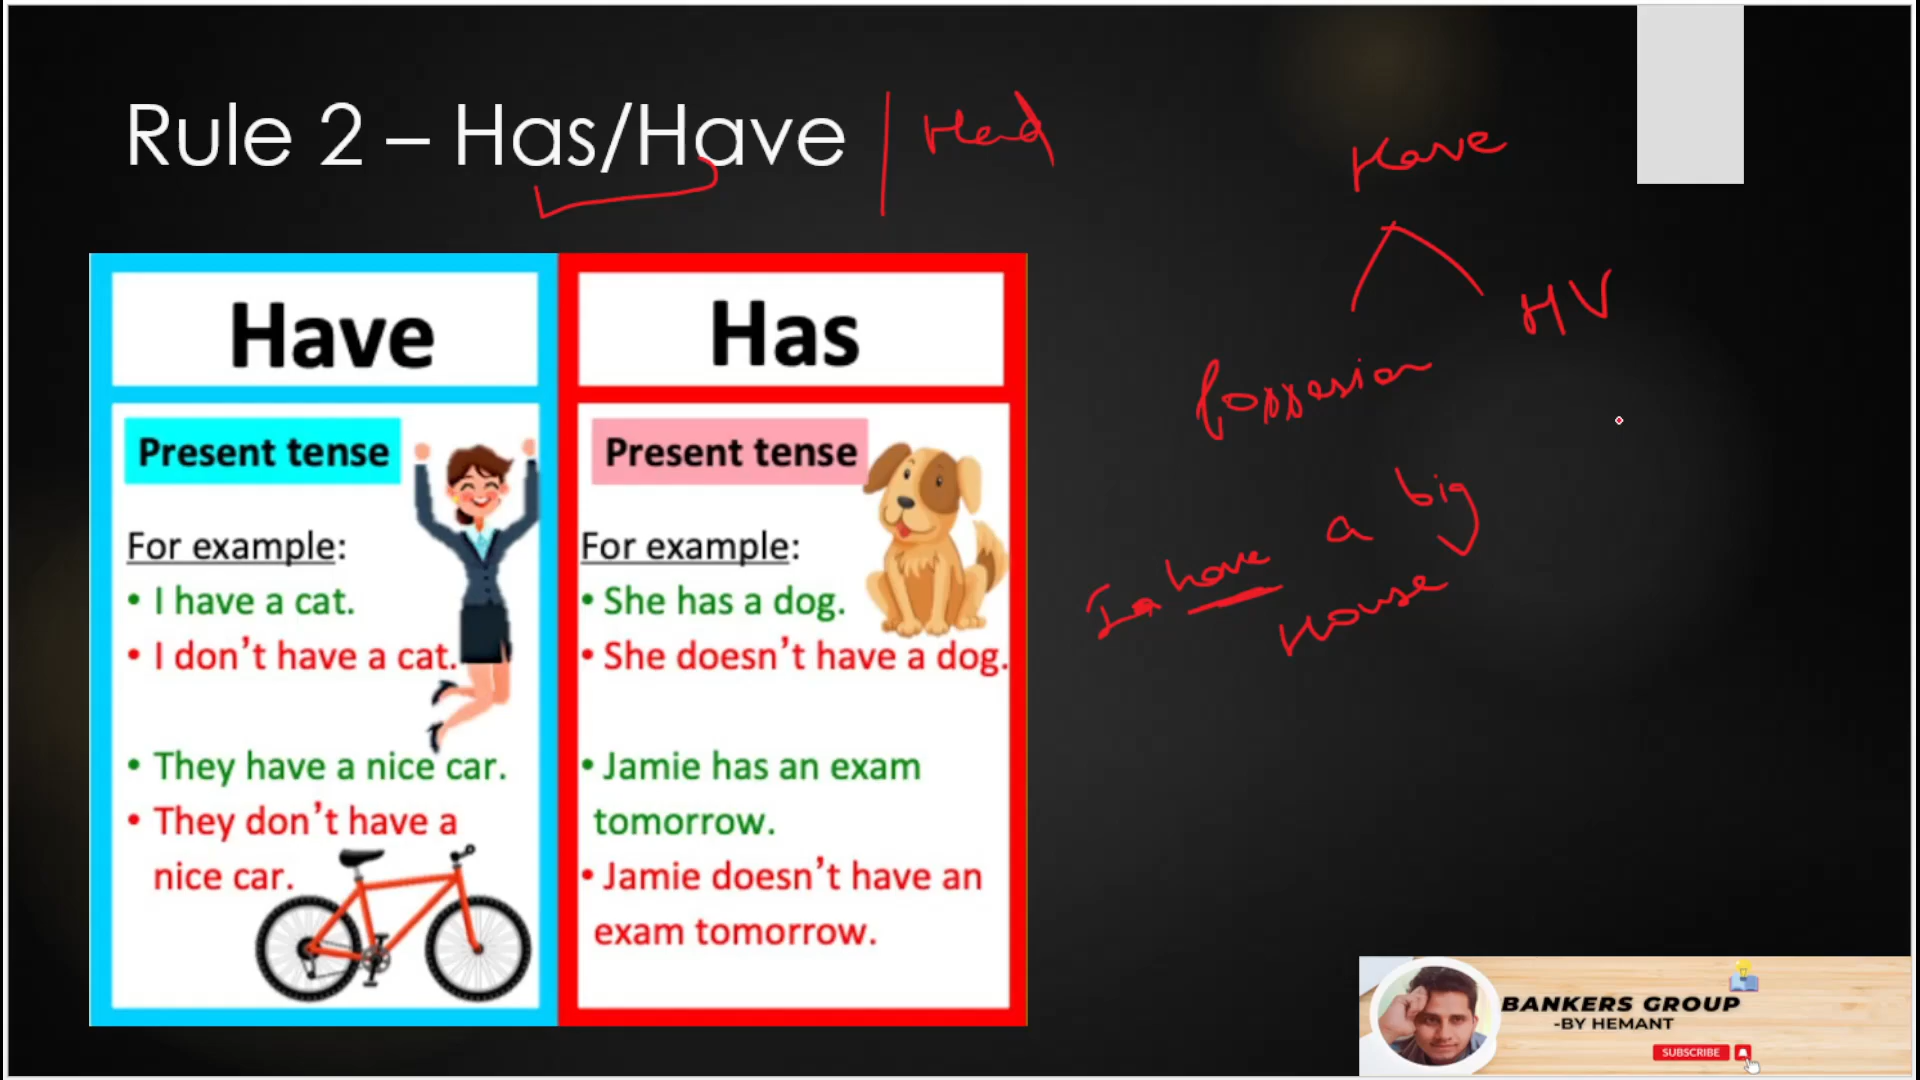 Rule 2 – Has/Have
Had
Have
HV
Possesion
I have a big
House
Have
Present tense
For example:
• I have a cat.
• I don't have a cat.
• They have a nice car.
• They don't have a
nice car.
Has
Present tense
For example:
• She has a dog.
• She doesn't have a dog.
• Jamie has an exam
tomorrow.
• Jamie doesn't have an
exam tomorrow.
BANKERS GROUP
-BY HEMANT
SUBSCRIBE